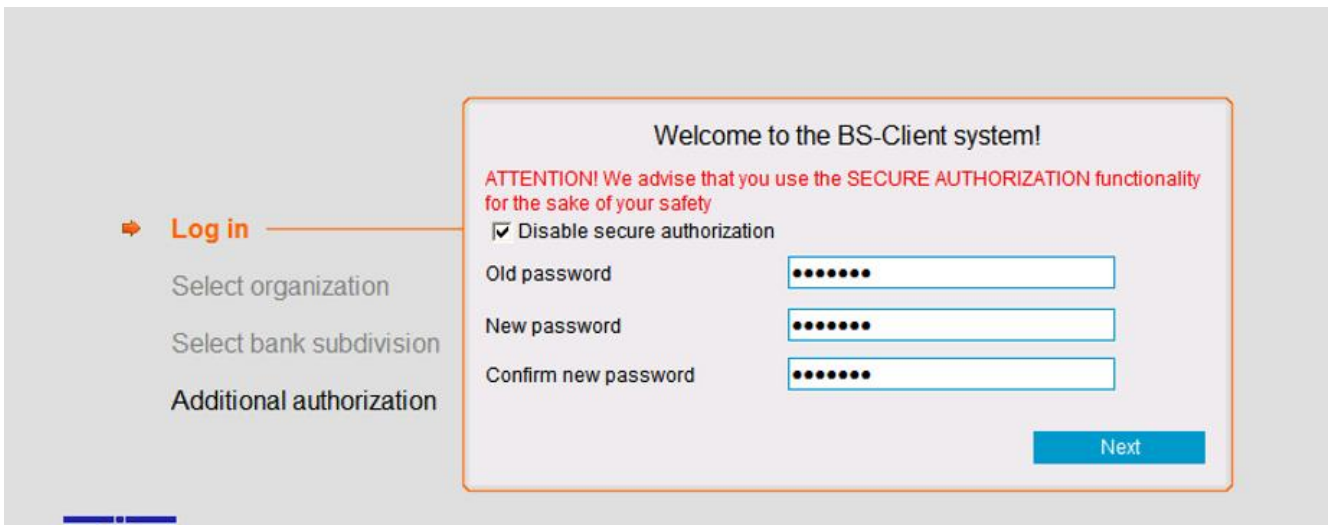 Welcome to the BS-Client system!
ATTENTION! We advise that you use the SECURE AUTHORIZATION functionality
for the sake of your safety
Disable secure authorization
Old password
New password
Confirm new password
Next
Log in
Select organization
Select bank subdivision
Additional authorization